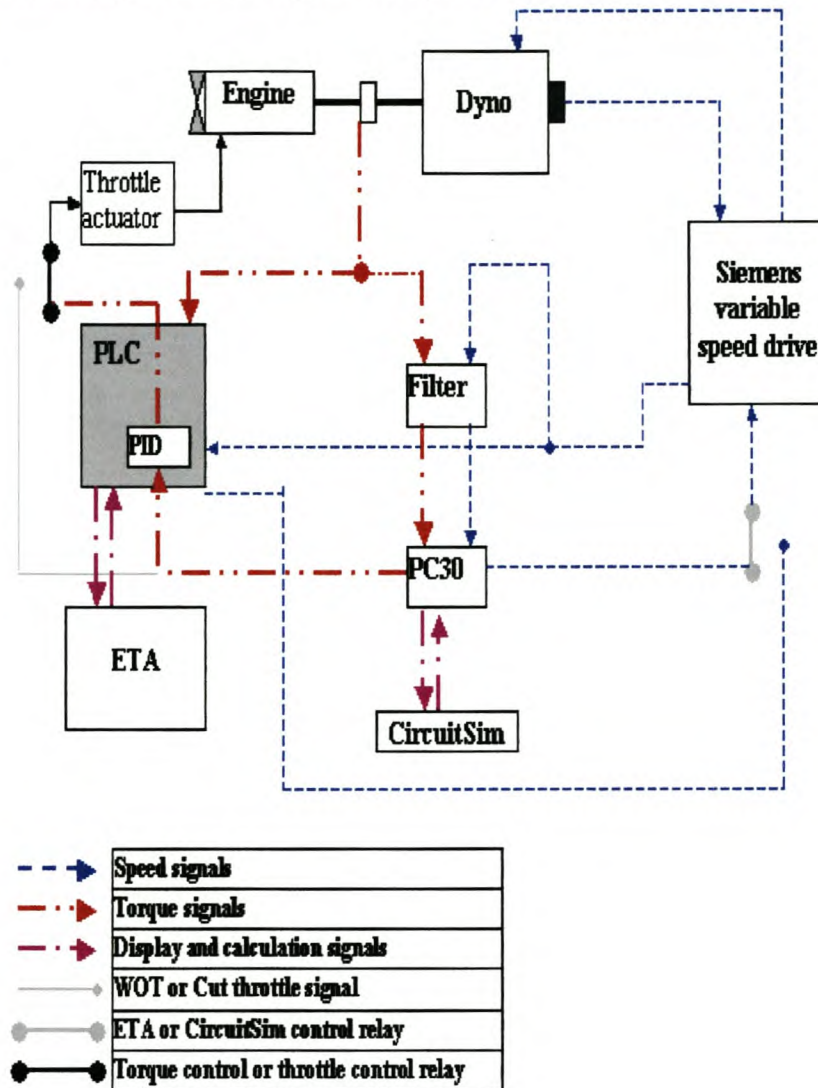 Engine
Dyno
Throttle
actuator
Siemens
variable
speed drive
PLC
Filter
PID
PC30
ETA
CircuitSim
Speed signals
Torque signals
Display and calculation signals
WOT or Cut throttle signal
ETA or CircuitSim control relay
Torque control or throttle control relay